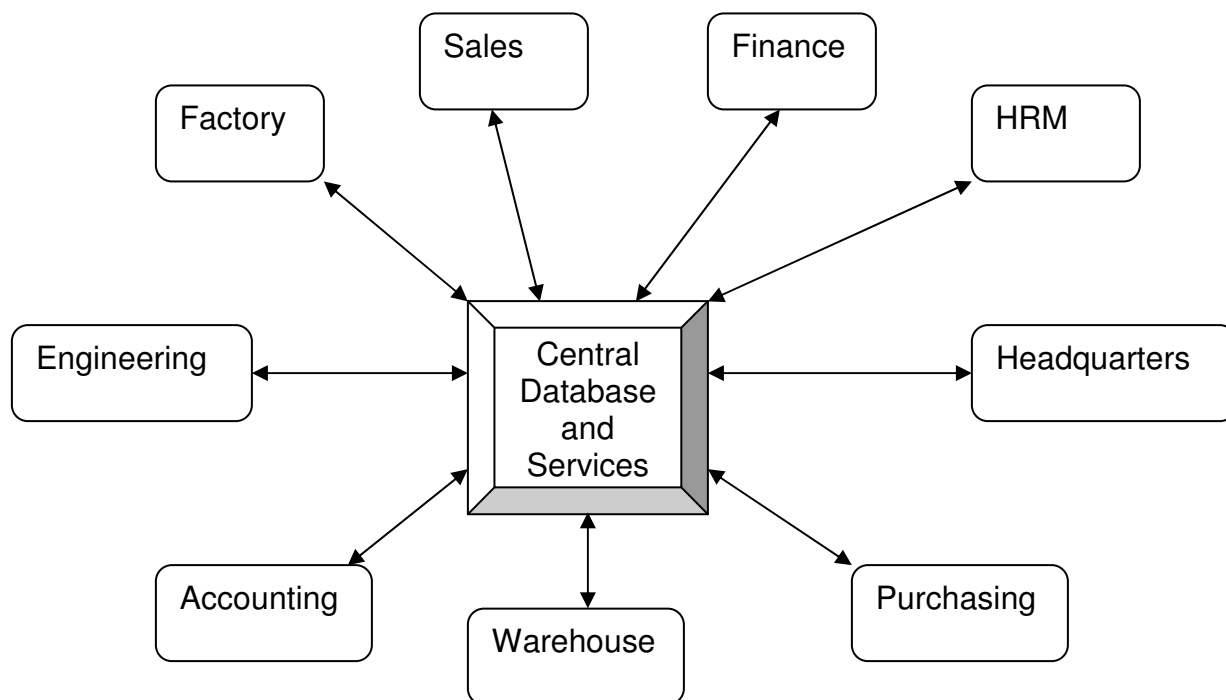 Sales
Finance
Factory
HRM
Engineering
Central
Database
and
Services
Headquarters
Accounting
Warehouse
Purchasing